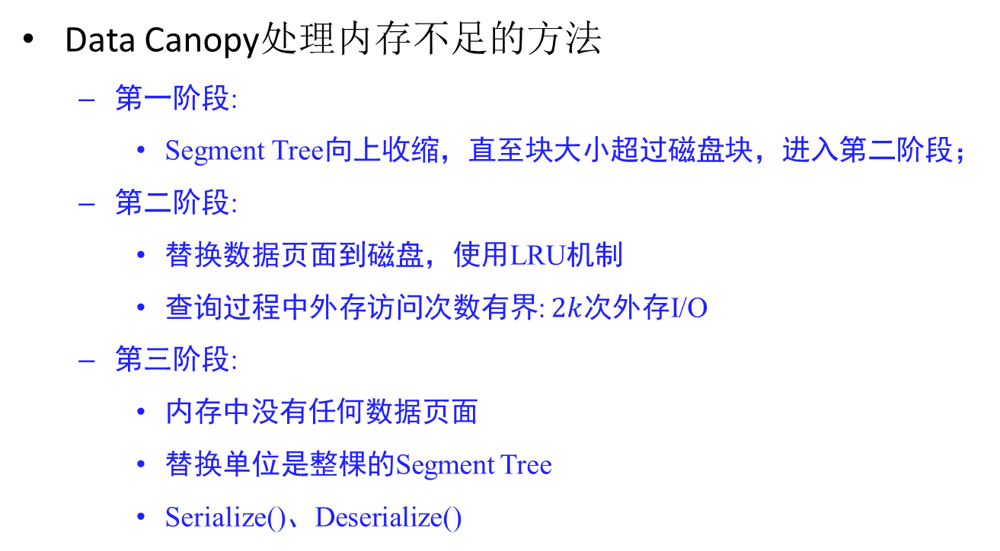 • Data Canopy处理内存不足的方法
– 第一阶段:
• Segment Tree向上收缩，直至块大小超过磁盘块，进入第二阶段；
– 第二阶段:
• 替换数据页面到磁盘，使用LRU机制
• 查询过程中外存访问次数有界: 2k次外存I/O
– 第三阶段:
• 内存中没有任何数据页面
• 替换单位是整棵的Segment Tree
• Serialize()、Deserialize()